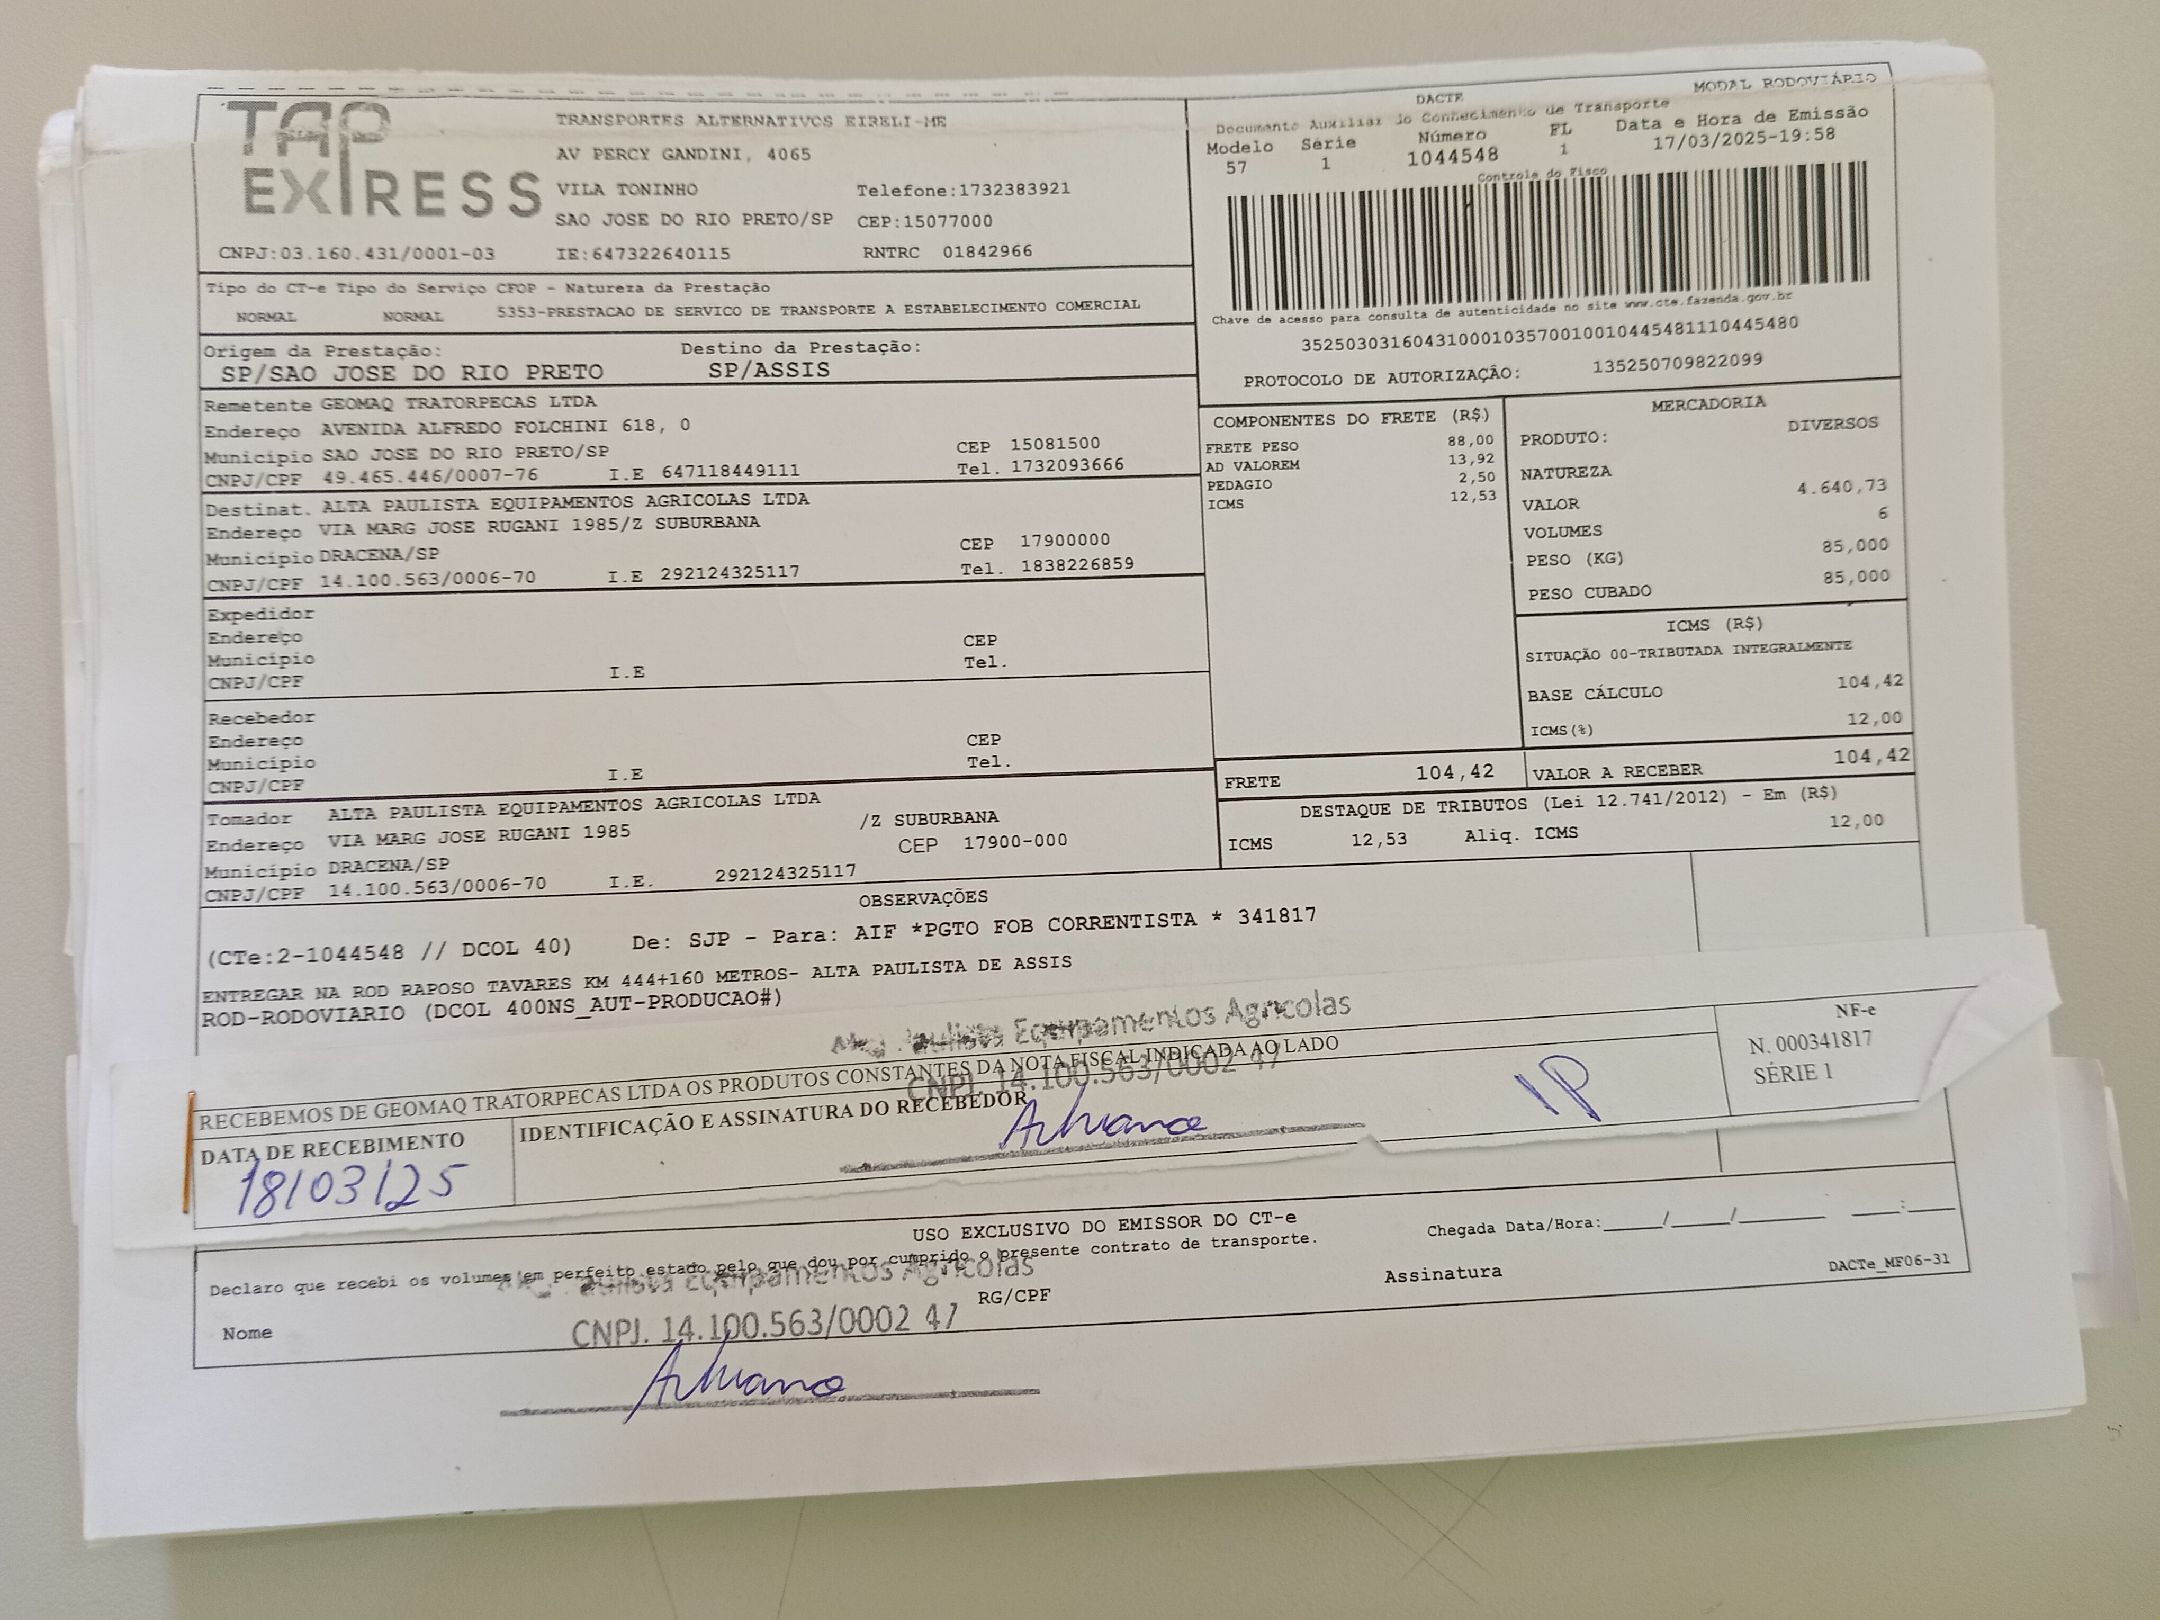 TAP EXPRESS
TRANSPORTES ALTERNATIVOS EIRELI-ME
AV PERCY GANDINI, 4065
VILA TONINHO Telefone:1732383921
SAO JOSE DO RIO PRETO/SP CEP:15077000
CNPJ:03.160.431/0001-03 IE:647322640115 RNTRC 01842966
MODAL RODOVIÁRIO
DACTE
Documento Auxiliar do Conhecimento de Transporte
Modelo Série Número FL Data e Hora de Emissão
57 1 1044548 1 17/03/2025-19:58
Controle do Fisco
Chave de acesso para consulta de autenticidade no site www.cte.fazenda.gov.br
35250303160431000103570010010445481110445480
PROTOCOLO DE AUTORIZAÇÃO: 135250709822099
Tipo do CT-e Tipo do Serviço CFOP - Natureza da Prestação
NORMAL NORMAL 5353-PRESTACAO DE SERVICO DE TRANSPORTE A ESTABELECIMENTO COMERCIAL
Origem da Prestação: Destino da Prestação:
SP/SAO JOSE DO RIO PRETO SP/ASSIS
Remetente GEOMAQ TRATORPECAS LTDA
Endereço AVENIDA ALFREDO FOLCHINI 618, 0
Município SAO JOSE DO RIO PRETO/SP CEP 15081500
CNPJ/CPF 49.465.446/0007-76 I.E 647118449111 Tel. 1732093666
Destinat. ALTA PAULISTA EQUIPAMENTOS AGRICOLAS LTDA
Endereço VIA MARG JOSE RUGANI 1985/Z SUBURBANA
Município DRACENA/SP CEP 17900000
CNPJ/CPF 14.100.563/0006-70 I.E 292124325117 Tel. 1838226859
Expedidor
Endereço CEP
Município Tel.
CNPJ/CPF I.E
Recebedor
Endereço CEP
Município Tel.
CNPJ/CPF I.E
Tomador ALTA PAULISTA EQUIPAMENTOS AGRICOLAS LTDA
Endereço VIA MARG JOSE RUGANI 1985 /Z SUBURBANA
Município DRACENA/SP CEP 17900-000
CNPJ/CPF 14.100.563/0006-70 I.E. 292124325117
COMPONENTES DO FRETE (R$)
FRETE PESO 88,00
AD VALOREM 13,92
PEDAGIO 2,50
ICMS 12,53
MERCADORIA
PRODUTO: DIVERSOS
NATUREZA
VALOR 4.640,73
VOLUMES 6
PESO (KG) 85,000
PESO CUBADO 85,000
ICMS (R$)
SITUAÇÃO 00-TRIBUTADA INTEGRALMENTE
BASE CÁLCULO 104,42
ICMS(%) 12,00
FRETE 104,42 VALOR A RECEBER 104,42
DESTAQUE DE TRIBUTOS (Lei 12.741/2012) - Em (R$)
ICMS 12,53 Aliq. ICMS 12,00
OBSERVAÇÕES
(CTe:2-1044548 // DCOL 40) De: SJP - Para: AIF *PGTO FOB CORRENTISTA * 341817
ENTREGAR NA ROD RAPOSO TAVARES KM 444+160 METROS- ALTA PAULISTA DE ASSIS
ROD-RODOVIARIO (DCOL 400NS_AUT-PRODUCAO#)
Paulista Equipamentos Agricolas
CNPJ. 14.100.563/0002 47
RECEBEMOS DE GEOMAQ TRATORPECAS LTDA OS PRODUTOS CONSTANTES DA NOTA FISCAL INDICADA AO LADO
DATA DE RECEBIMENTO IDENTIFICAÇÃO E ASSINATURA DO RECEBEDOR
18/03/25
NF-e
N. 000341817
SÉRIE 1
USO EXCLUSIVO DO EMISSOR DO CT-e
Chegada Data/Hora:_____/_____/_______ ____:____
Declaro que recebi os volumes em perfeito estado pelo que dou por cumprido o presente contrato de transporte.
Paulista Equipamentos Agricolas
Nome RG/CPF Assinatura DACTe_MF06-31
CNPJ. 14.100.563/0002 47